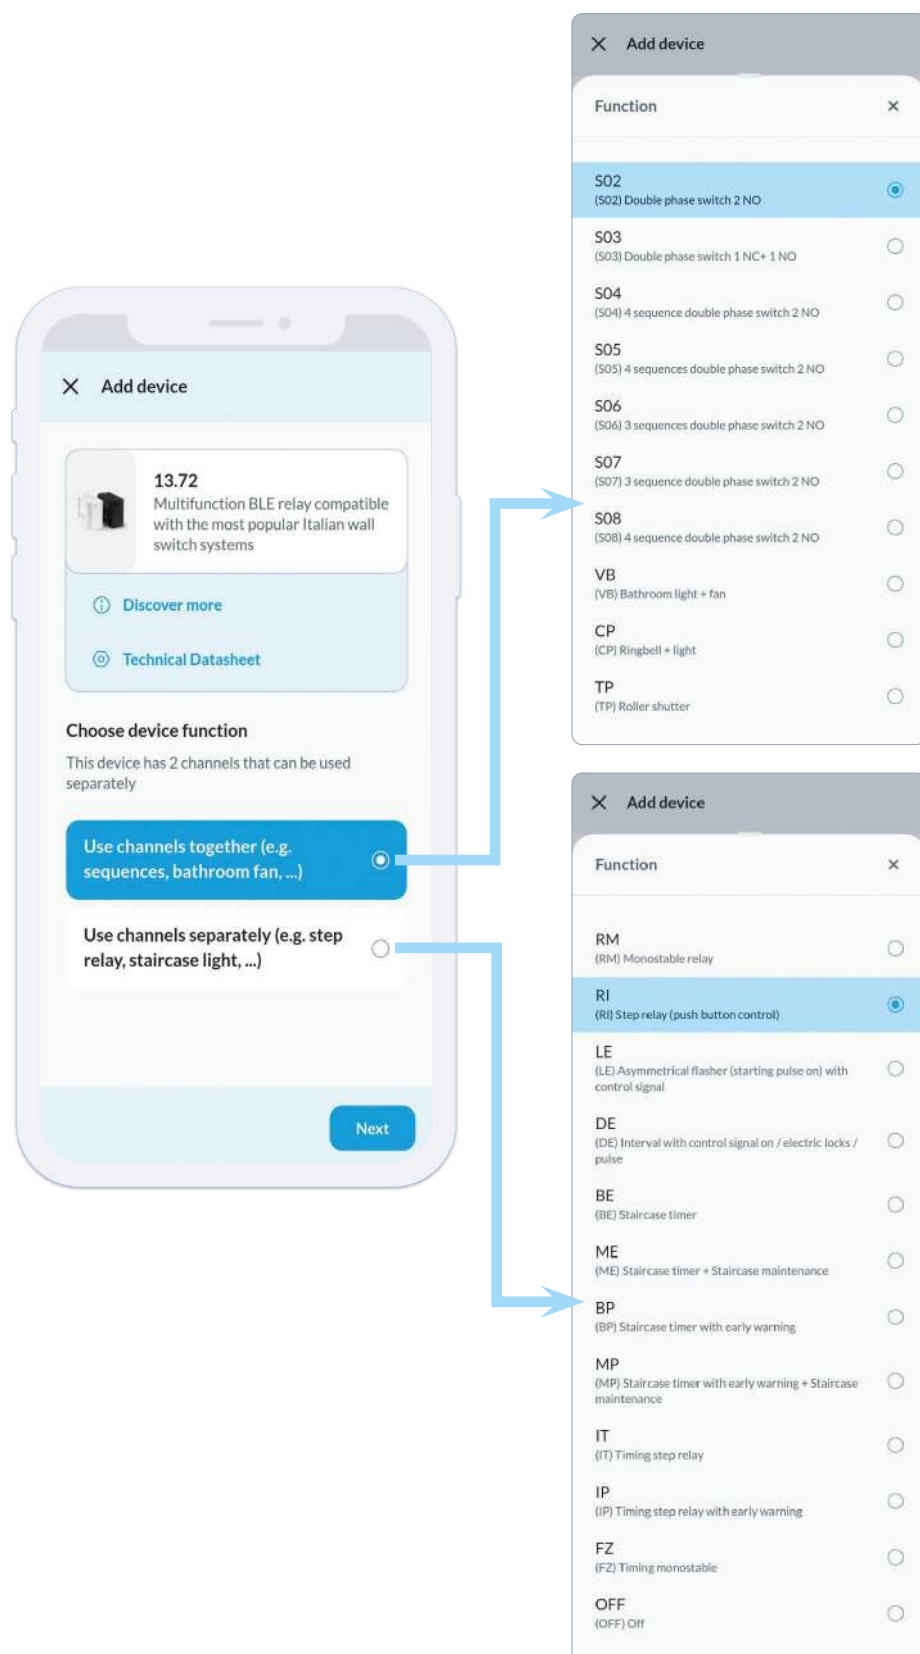 Add device
13.72
Multifunction BLE relay compatible
with the most popular Italian wall
switch systems
Discover more
Technical Datasheet
Choose device function
This device has 2 channels that can be used
separately
Use channels together (e.g.
sequences, bathroom fan, ...)
Use channels separately (e.g. step
relay, staircase light, ...)
Next
Add device
Function
S02
(S02) Double phase switch 2 NO
S03
(S03) Double phase switch 1 NC+ 1 NO
S04
(S04) 4 sequence double phase switch 2 NO
S05
(S05) 4 sequences double phase switch 2 NO
S06
(S06) 3 sequences double phase switch 2 NO
S07
(S07) 3 sequence double phase switch 2 NO
S08
(S08) 4 sequence double phase switch 2 NO
VB
(VB) Bathroom light + fan
CP
(CP) Ringbell + light
TP
(TP) Roller shutter
Add device
Function
RM
(RM) Monostable relay
RI
(RI) Step relay (push button control)
LE
(LE) Asymmetrical flasher (starting pulse on) with
control signal
DE
(DE) Interval with control signal on / electric locks /
pulse
BE
(BE) Staircase timer
ME
(ME) Staircase timer + Staircase maintenance
BP
(BP) Staircase timer with early warning
MP
(MP) Staircase timer with early warning + Staircase
maintenance
IT
(IT) Timing step relay
IP
(IP) Timing step relay with early warning
FZ
(FZ) Timing monostable
OFF
(OFF) Off